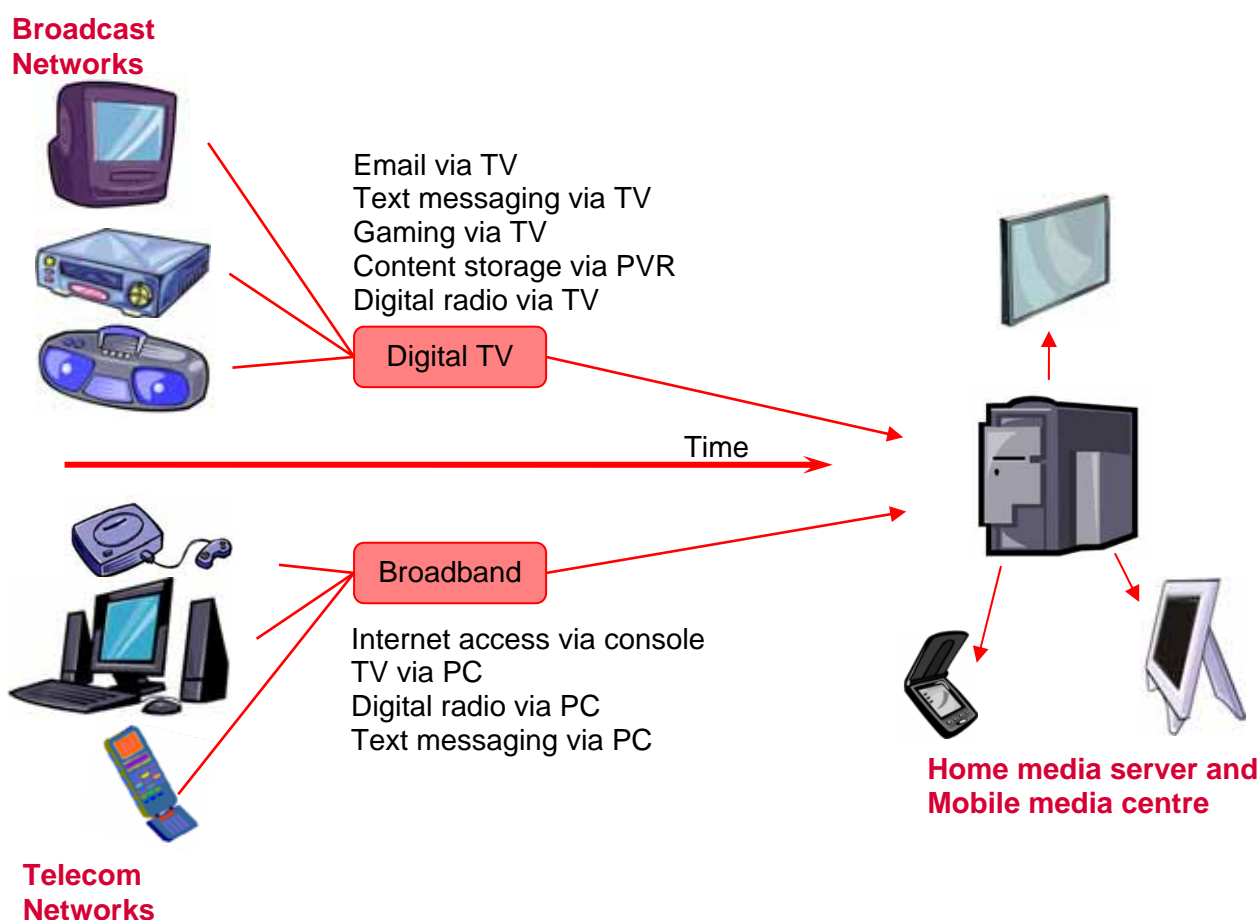 Broadcast
Networks
Email via TV
Text messaging via TV
Gaming via TV
Content storage via PVR
Digital radio via TV
Digital TV
Time
Broadband
Internet access via console
TV via PC
Digital radio via PC
Text messaging via PC
Home media server and
Mobile media centre
Telecom
Networks